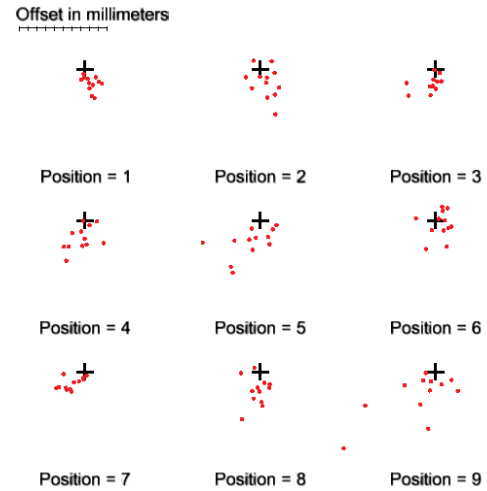 Offset in millimeters
Position = 1
Position = 2
Position = 3
Position = 4
Position = 5
Position = 6
Position = 7
Position = 8
Position = 9